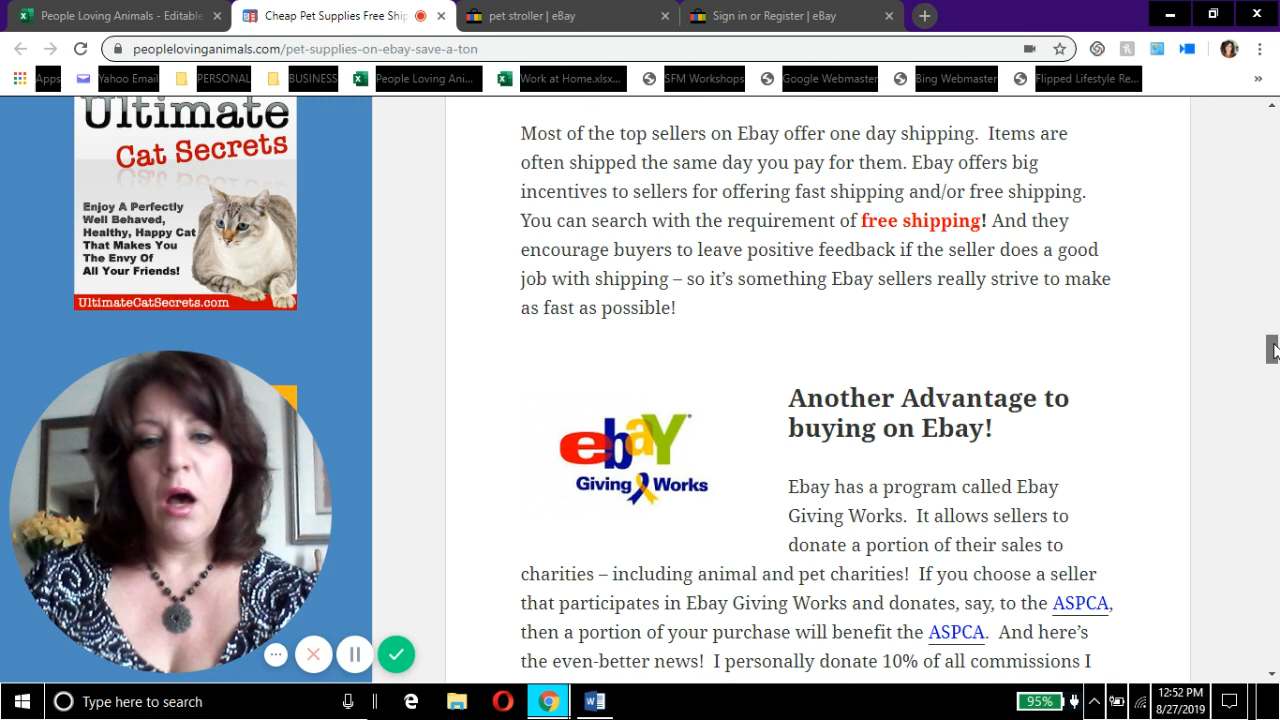 People Loving Animals - Editable
Cheap Pet Supplies Free Ship
pet stroller | eBay
Sign in or Register | eBay
peoplelovinganimals.com/pet-supplies-on-ebay-save-a-ton
Apps
Yahoo Email
PERSONAL
BUSINESS
People Loving Ani...
Work at Home.xlsx...
SFM Workshops
Google Webmaster
Bing Webmaster
Flipped Lifestyle Re...
»
Ultimate
Cat Secrets
Enjoy A Perfectly
Well Behaved,
Healthy, Happy Cat
That Makes You
The Envy Of
All Your Friends!
UltimateCatSecrets.com
Most of the top sellers on Ebay offer one day shipping. Items are
often shipped the same day you pay for them. Ebay offers big
incentives to sellers for offering fast shipping and/or free shipping.
You can search with the requirement of free shipping! And they
encourage buyers to leave positive feedback if the seller does a good
job with shipping – so it’s something Ebay sellers really strive to make
as fast as possible!
ebaY
Giving Works
Another Advantage to
buying on Ebay!
Ebay has a program called Ebay
Giving Works. It allows sellers to
donate a portion of their sales to
charities – including animal and pet charities! If you choose a seller
that participates in Ebay Giving Works and donates, say, to the ASPCA,
then a portion of your purchase will benefit the ASPCA. And here’s
the even-better news! I personally donate 10% of all commissions I
Type here to search
95%
12:52 PM
8/27/2019